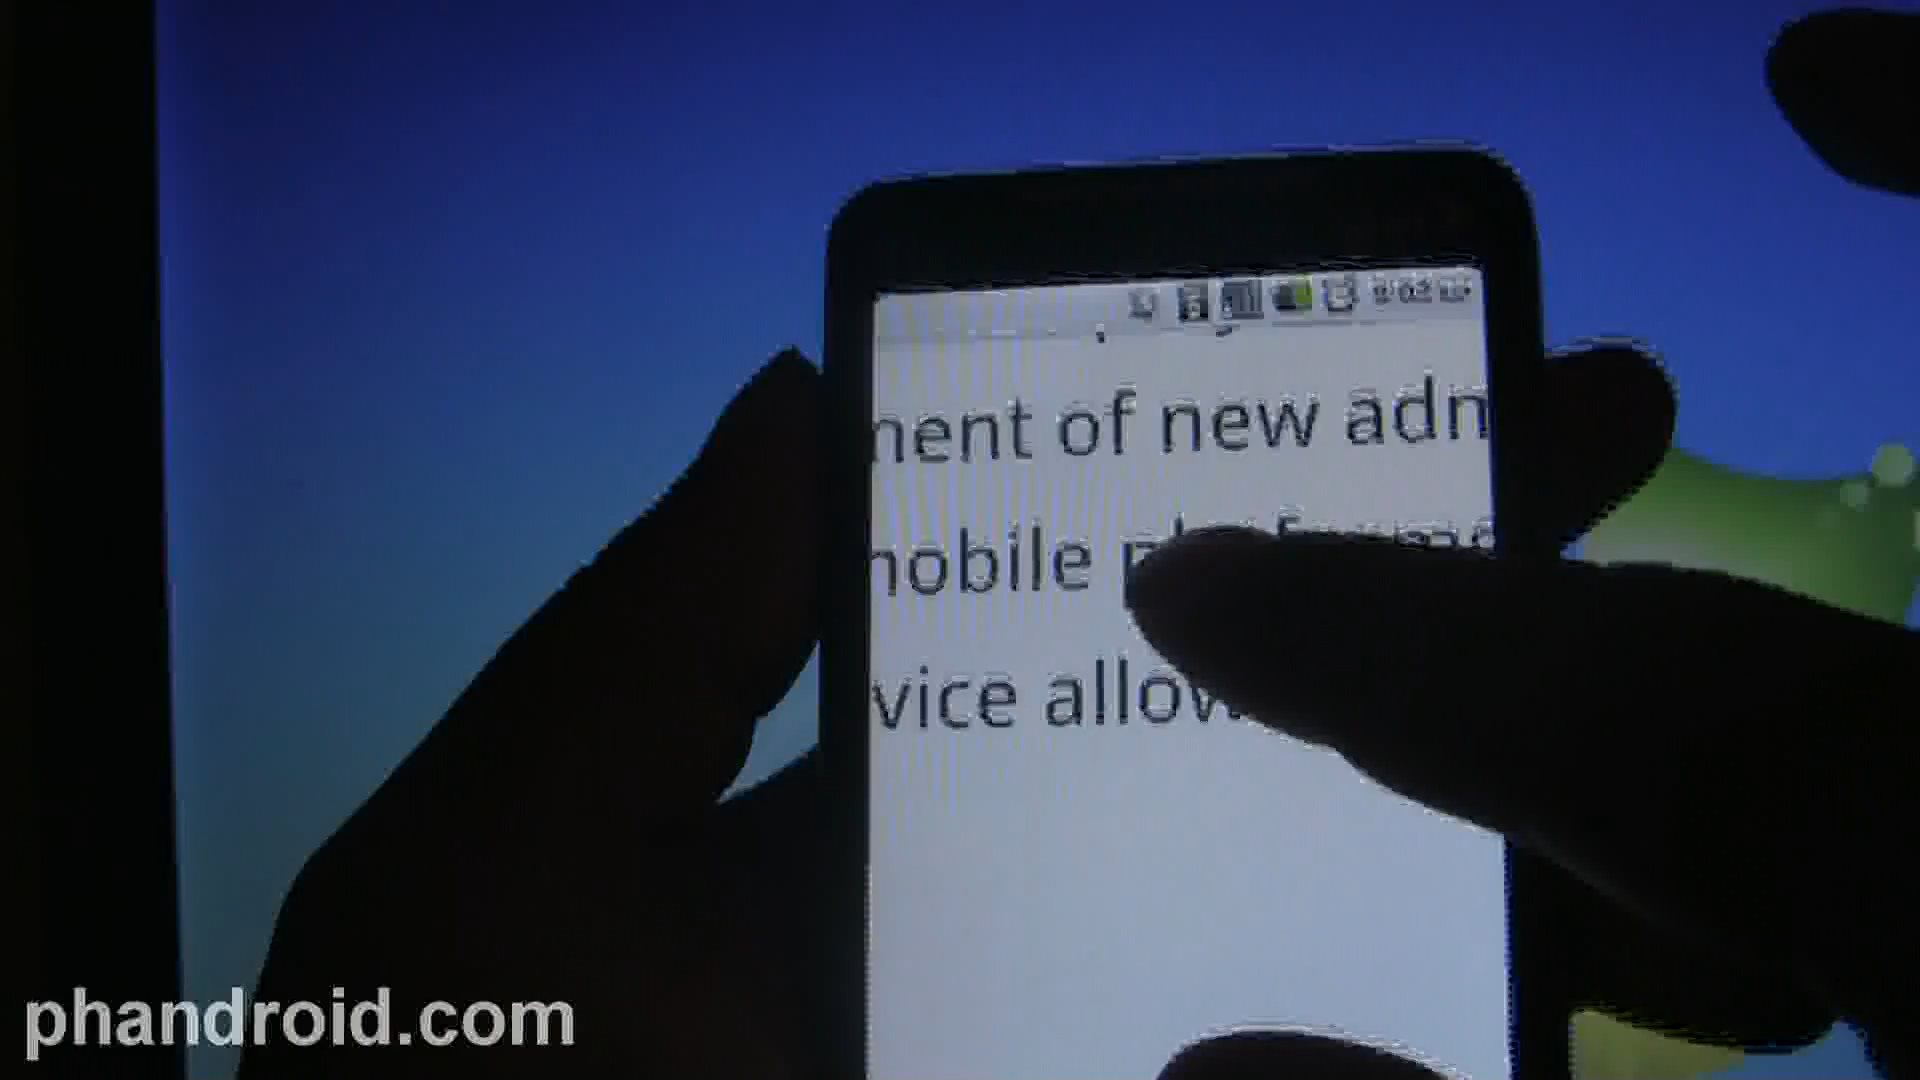 nent of new adn
nobile
vice allow
phandroid.com